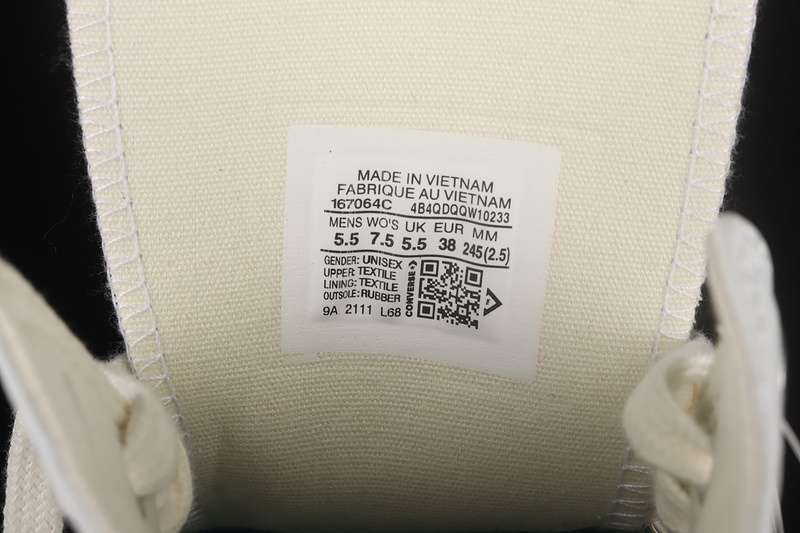 MADE IN VIETNAM
FABRIQUE AU VIETNAM
167064C 4B4QDQQW10233
MENS WO'S UK EUR MM
5.5 7.5 5.5 38 245(2.5)
GENDER: UNISEX
UPPER: TEXTILE
LINING: TEXTILE
OUTSOLE: RUBBER
9A 2111 L68
CONVERSE